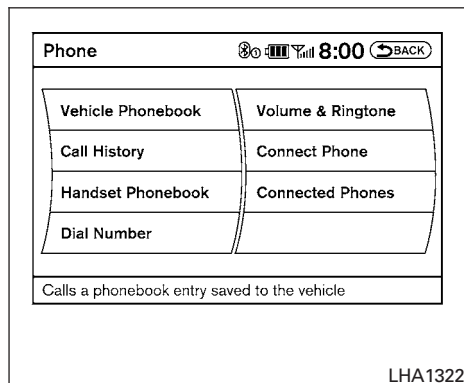 Phone 8:00 BACK
Vehicle Phonebook Volume & Ringtone
Call History Connect Phone
Handset Phonebook Connected Phones
Dial Number
Calls a phonebook entry saved to the vehicle
LHA1322